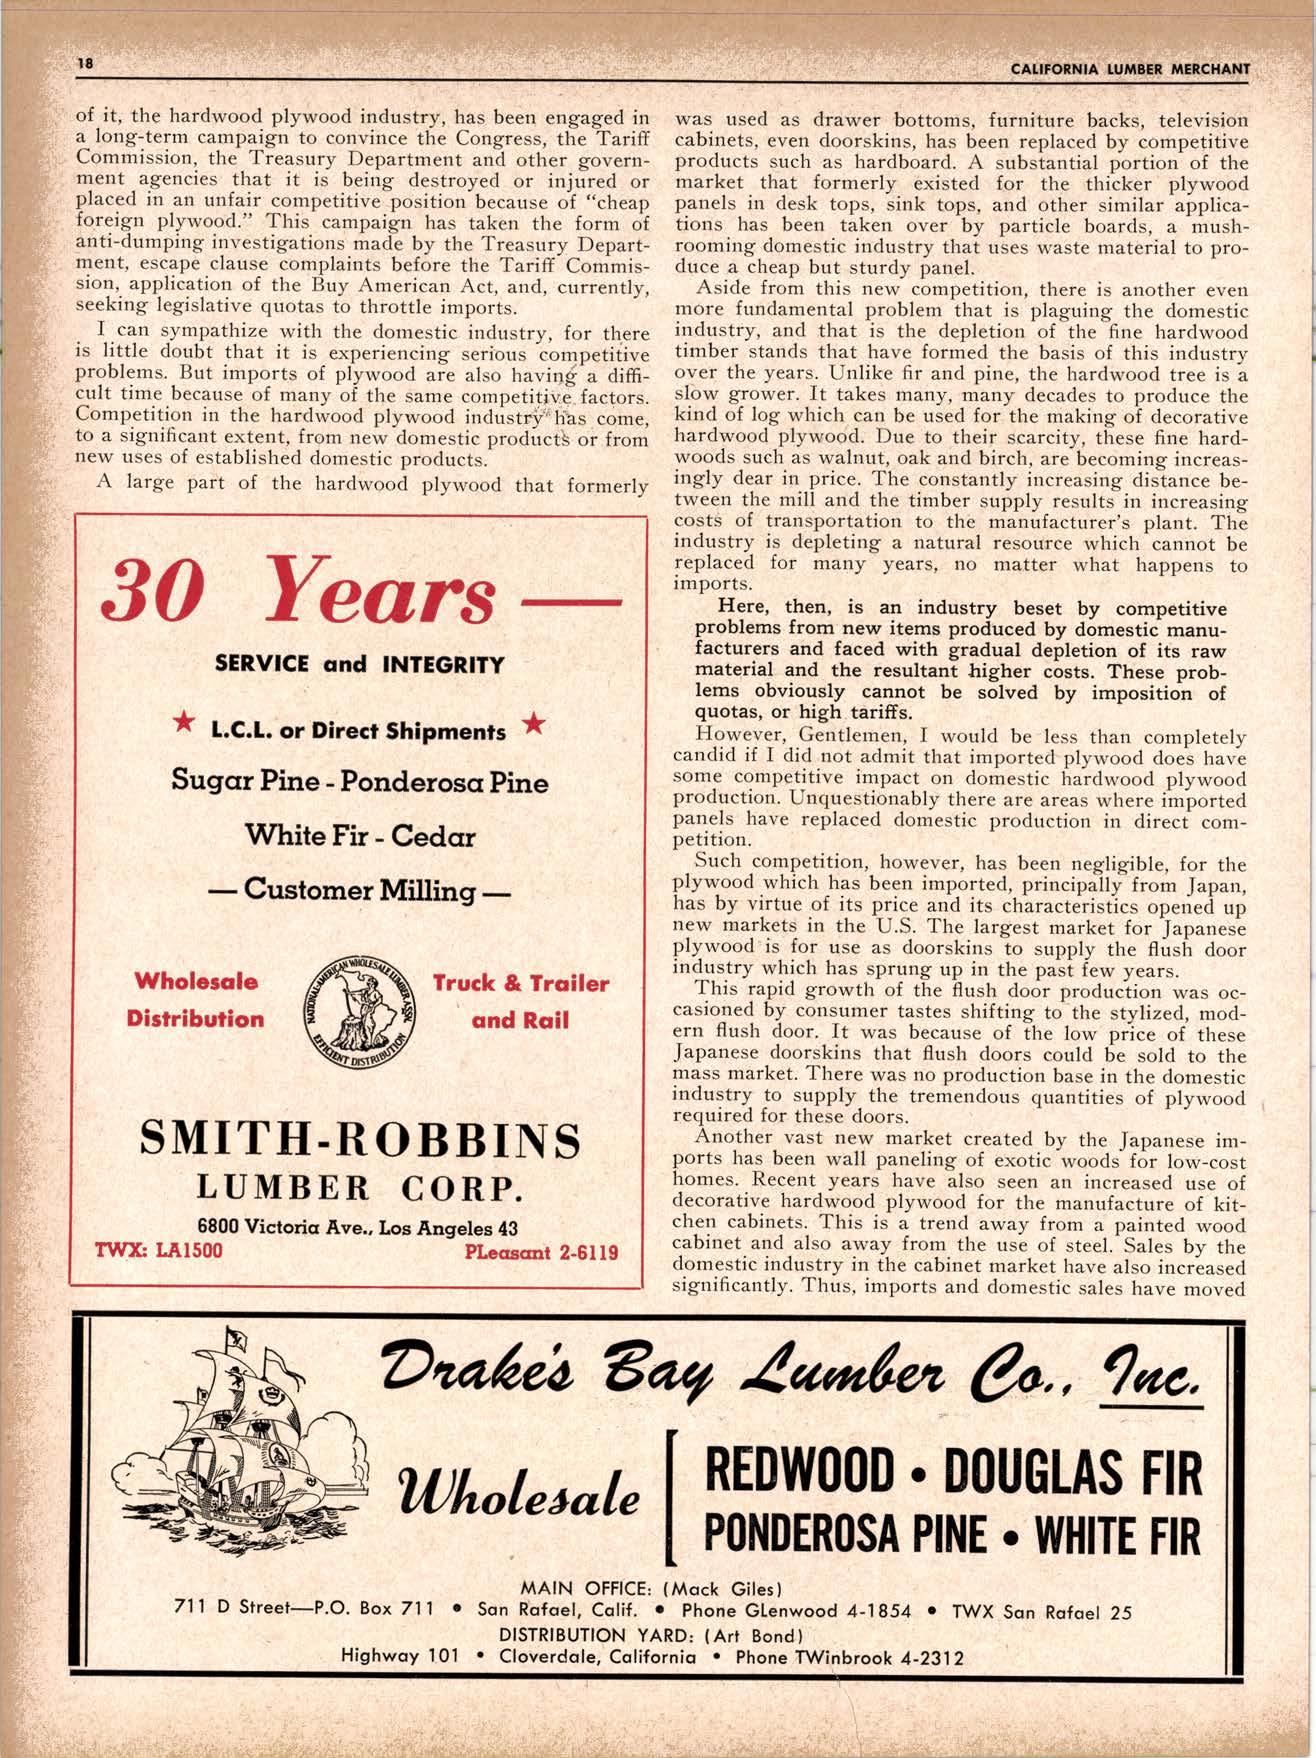 18
CALIFORNIA LUMBER MERCHANT
of it, the hardwood plywood industry, has been engaged in
a long-term campaign to convince the Congress, the Tariff
Commission, the Treasury Department and other govern-
ment agencies that it is being destroyed or injured or
placed in an unfair competitive position because of "cheap
foreign plywood." This campaign has taken the form of
anti-dumping investigations made by the Treasury Depart-
ment, escape clause complaints before the Tariff Commis-
sion, application of the Buy American Act, and, currently,
seeking legislative quotas to throttle imports.
I can sympathize with the domestic industry, for there
is little doubt that it is experiencing serious competitive
problems. But imports of plywood are also having a diffi-
cult time because of many of the same competitive factors.
Competition in the hardwood plywood industry has come,
to a significant extent, from new domestic products or from
new uses of established domestic products.
A large part of the hardwood plywood that formerly
was used as drawer bottoms, furniture backs, television
cabinets, even doorskins, has been replaced by competitive
products such as hardboard. A substantial portion of the
market that formerly existed for the thicker plywood
panels in desk tops, sink tops, and other similar applica-
tions has been taken over by particle boards, a mush-
rooming domestic industry that uses waste material to pro-
duce a cheap but sturdy panel.
Aside from this new competition, there is another even
more fundamental problem that is plaguing the domestic
industry, and that is the depletion of the fine hardwood
timber stands that have formed the basis of this industry
over the years. Unlike fir and pine, the hardwood tree is a
slow grower. It takes many, many decades to produce the
kind of log which can be used for the making of decorative
hardwood plywood. Due to their scarcity, these fine hard-
woods such as walnut, oak and birch, are becoming increas-
ingly dear in price. The constantly increasing distance be-
tween the mill and the timber supply results in increasing
costs of transportation to the manufacturer's plant. The
industry is depleting a natural resource which cannot be
replaced for many years, no matter what happens to
imports.
Here, then, is an industry beset by competitive
problems from new items produced by domestic manu-
facturers and faced with gradual depletion of its raw
material and the resultant higher costs. These prob-
lems obviously cannot be solved by imposition of
quotas, or high tariffs.
However, Gentlemen, I would be less than completely
candid if I did not admit that imported plywood does have
some competitive impact on domestic hardwood plywood
production. Unquestionably there are areas where imported
panels have replaced domestic production in direct com-
petition.
Such competition, however, has been negligible, for the
plywood which has been imported, principally from Japan,
has by virtue of its price and its characteristics opened up
new markets in the U.S. The largest market for Japanese
plywood is for use as doorskins to supply the flush door
industry which has sprung up in the past few years.
This rapid growth of the flush door production was oc-
casioned by consumer tastes shifting to the stylized, mod-
ern flush door. It was because of the low price of these
Japanese doorskins that flush doors could be sold to the
mass market. There was no production base in the domestic
industry to supply the tremendous quantities of plywood
required for these doors.
Another vast new market created by the Japanese im-
ports has been wall paneling of exotic woods for low-cost
homes. Recent years have also seen an increased use of
decorative hardwood plywood for the manufacture of kit-
chen cabinets. This is a trend away from a painted wood
cabinet and also away from the use of steel. Sales by the
domestic industry in the cabinet market have also increased
significantly. Thus, imports and domestic sales have moved
30 Years —
SERVICE and INTEGRITY
★ L.C.L. or Direct Shipments ★
Sugar Pine - Ponderosa Pine
White Fir - Cedar
— Customer Milling —
Wholesale
Distribution
NATIONAL-AMERICAN WHOLESALE LUMBER ASSN.
EFFICIENT DISTRIBUTION
Truck & Trailer
and Rail
SMITH-ROBBINS
LUMBER CORP.
6800 Victoria Ave., Los Angeles 43
TWX: LA1500
PLeasant 2-6119
Drake's Bay Lumber Co., Inc.
Wholesale
REDWOOD • DOUGLAS FIR
PONDEROSA PINE • WHITE FIR
MAIN OFFICE: (Mack Giles)
711 D Street—P.O. Box 711 • San Rafael, Calif. • Phone GLenwood 4-1854 • TWX San Rafael 25
DISTRIBUTION YARD: (Art Bond)
Highway 101 • Cloverdale, California • Phone TWinbrook 4-2312